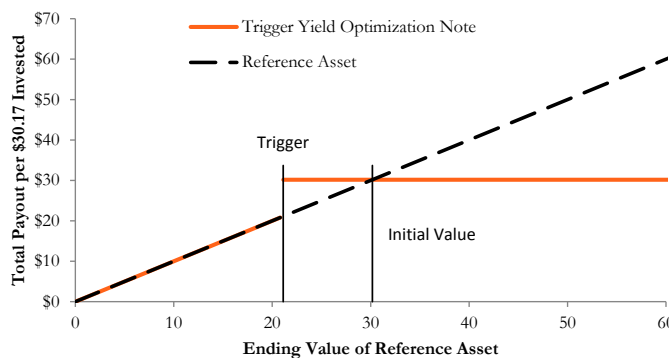 Trigger Yield Optimization Note
Reference Asset
Total Payout per $30.17 Invested
$70
$60
$50
$40
$30
$20
$10
$0
Trigger
Initial Value
0 10 20 30 40 50 60
Ending Value of Reference Asset